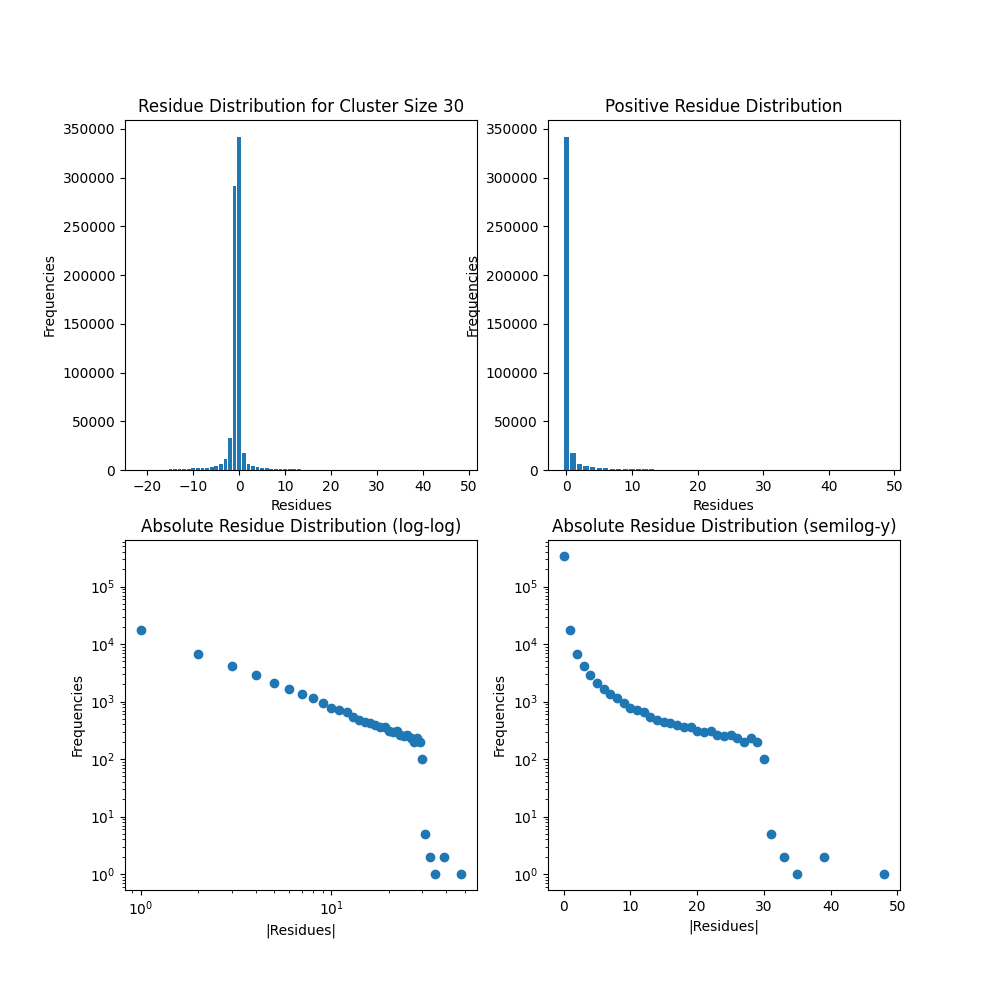 Residue Distribution for Cluster Size 30
350000
300000
250000
200000
150000
100000
50000
0
Frequencies
−20 −10 0 10 20 30 40 50
Residues
Positive Residue Distribution
350000
300000
250000
200000
150000
100000
50000
0
Frequencies
0 10 20 30 40 50
Residues
Absolute Residue Distribution (log-log)
10⁵
10⁴
10³
10²
10¹
10⁰
Frequencies
10⁰ 10¹
|Residues|
Absolute Residue Distribution (semilog-y)
10⁵
10⁴
10³
10²
10¹
10⁰
Frequencies
0 10 20 30 40 50
|Residues|